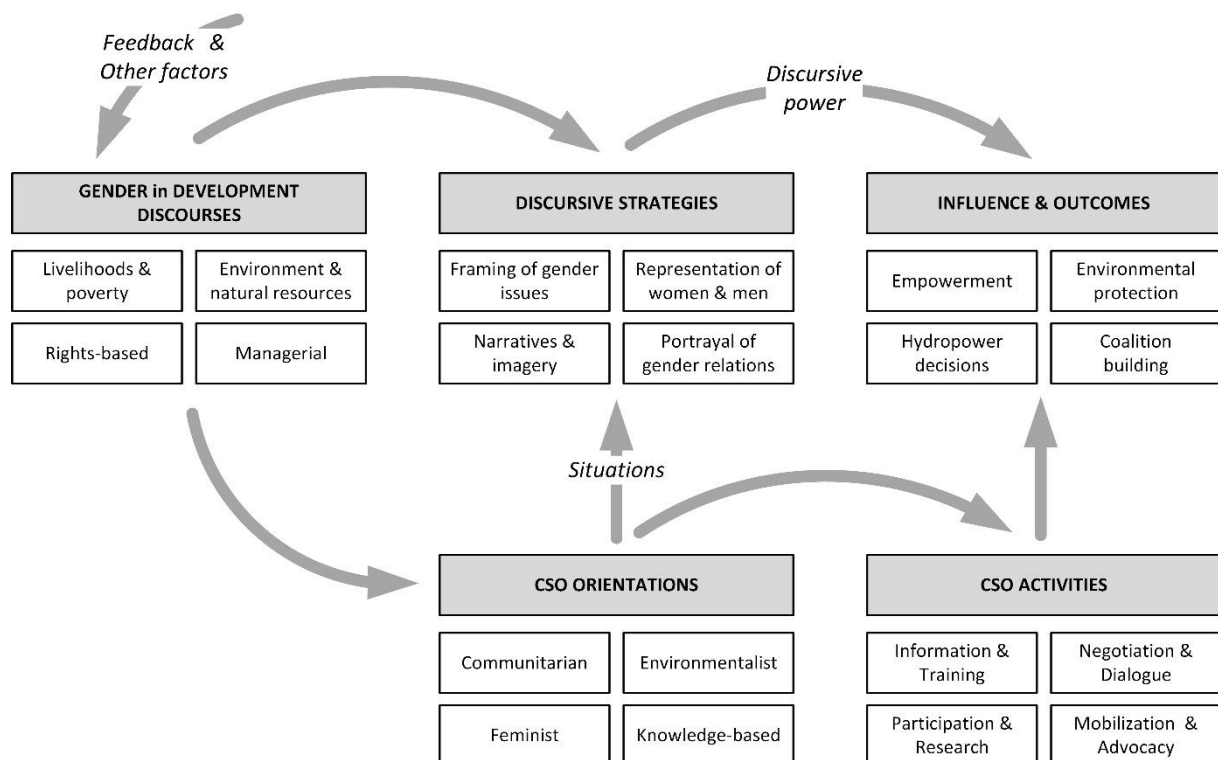 Feedback &
Other factors
Discursive
power
GENDER in DEVELOPMENT
DISCOURSES
Livelihoods &
poverty
Environment &
natural resources
Rights-based
Managerial
DISCURSIVE STRATEGIES
Framing of gender
issues
Representation of
women & men
Narratives &
imagery
Portrayal of
gender relations
INFLUENCE & OUTCOMES
Empowerment
Environmental
protection
Hydropower
decisions
Coalition
building
Situations
CSO ORIENTATIONS
Communitarian
Environmentalist
Feminist
Knowledge-based
CSO ACTIVITIES
Information &
Training
Negotiation &
Dialogue
Participation &
Research
Mobilization &
Advocacy